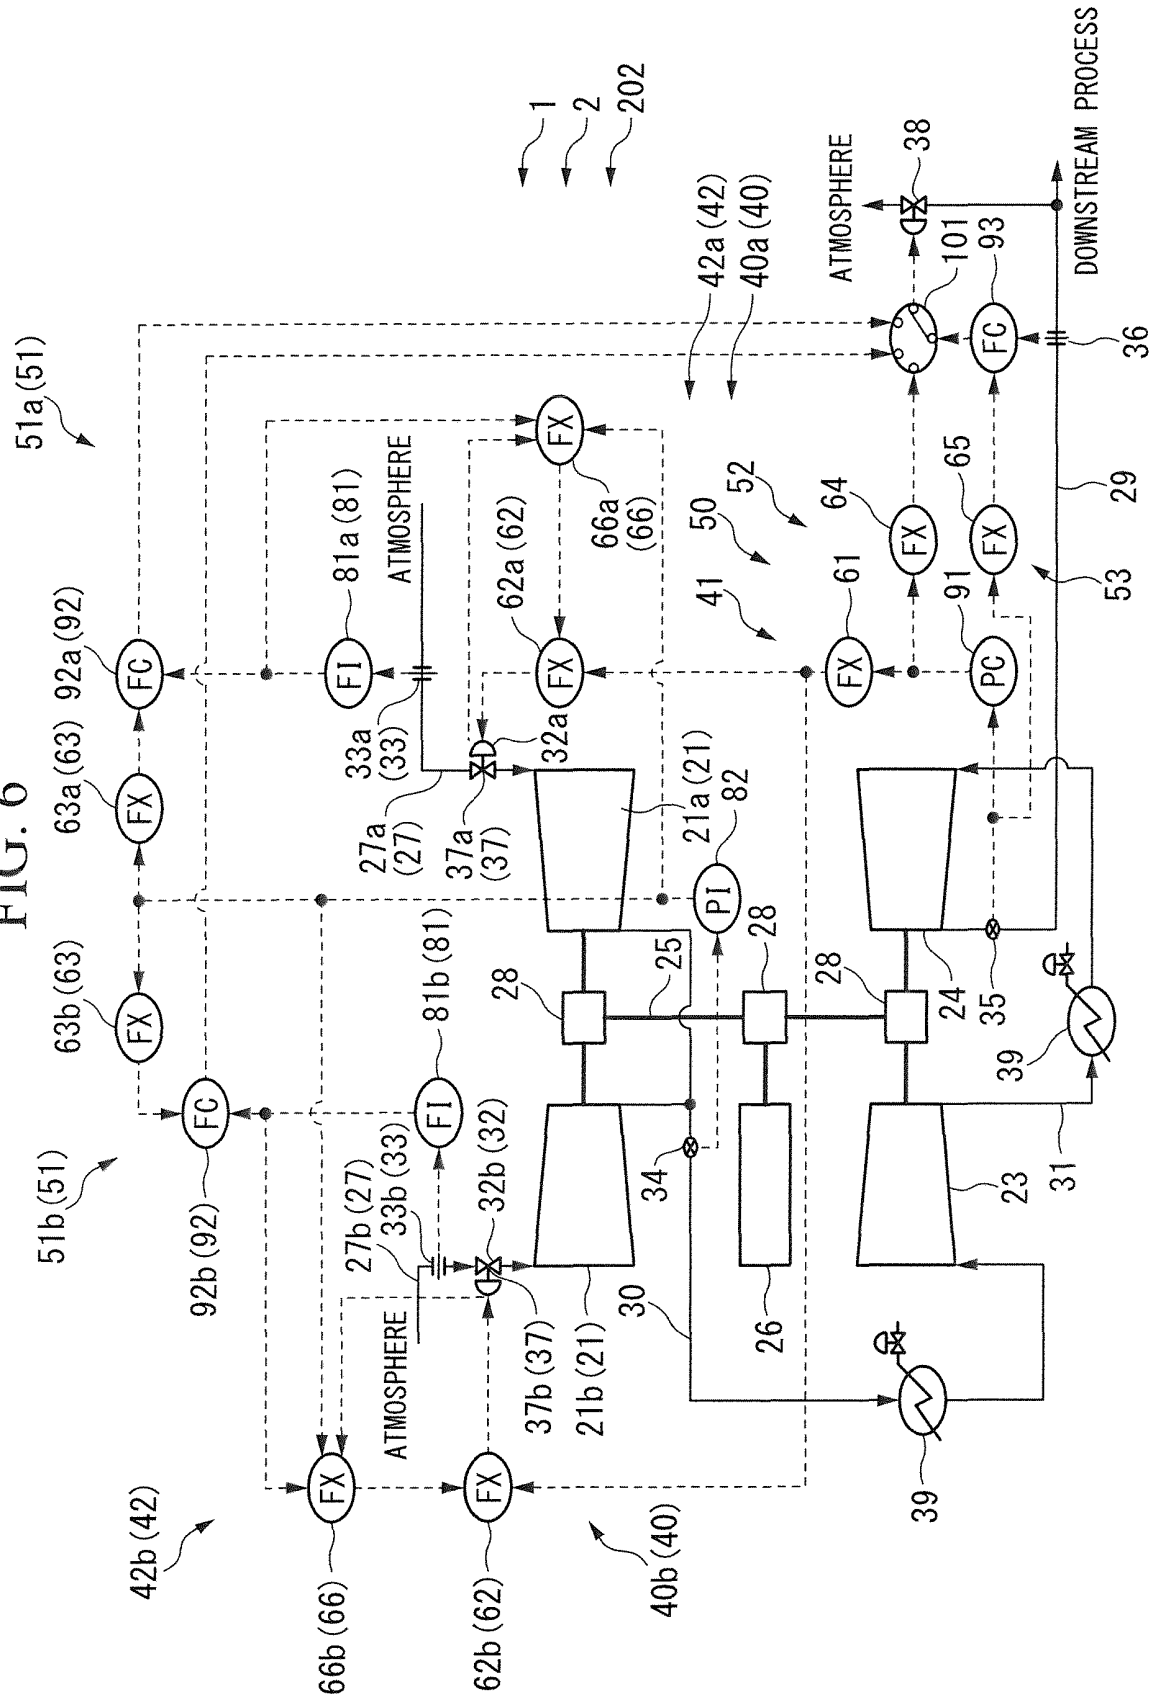 FIG. 6
51b(51)
51a(51)
63b(63)
63a(63)
92a(92)
42b(42)
FX
FX
FC
92b(92)
FC
66b(66)
FX
27b(27)
33b(33)
FI
81a(81)
ATMOSPHERE
ATMOSPHERE
27a
(27)
33a
(33)
FI
81b(81)
62b(62)
FX
32b(32)
37a
(37)
62a(62)
28
37b(37)
32a
FX
FX
1
2
202
21b(21)
66a
(66)
30
34
25
21a(21)
82
PI
40b(40)
42a(42)
40a(40)
50
52
41
26
28
61
64
ATMOSPHERE
38
FX
FX
39
28
24
35
65
101
91
PC
FX
FC
93
23
39
31
53
29
36
DOWNSTREAM PROCESS